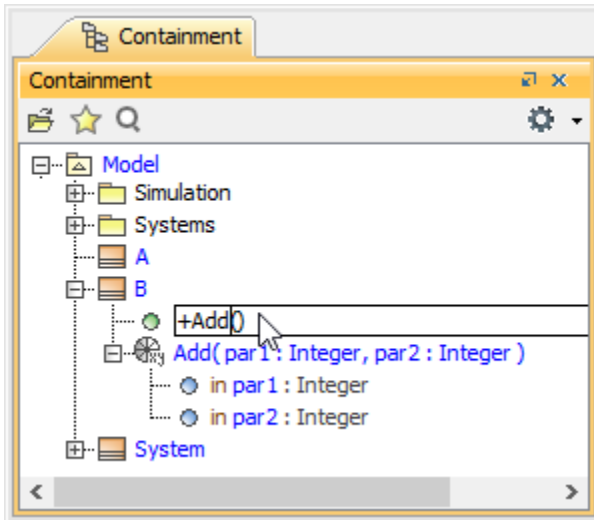 Containment
Containment
Model
Simulation
Systems
A
B
+Add()
Add( par1 : Integer, par2 : Integer )
in par1 : Integer
in par2 : Integer
System